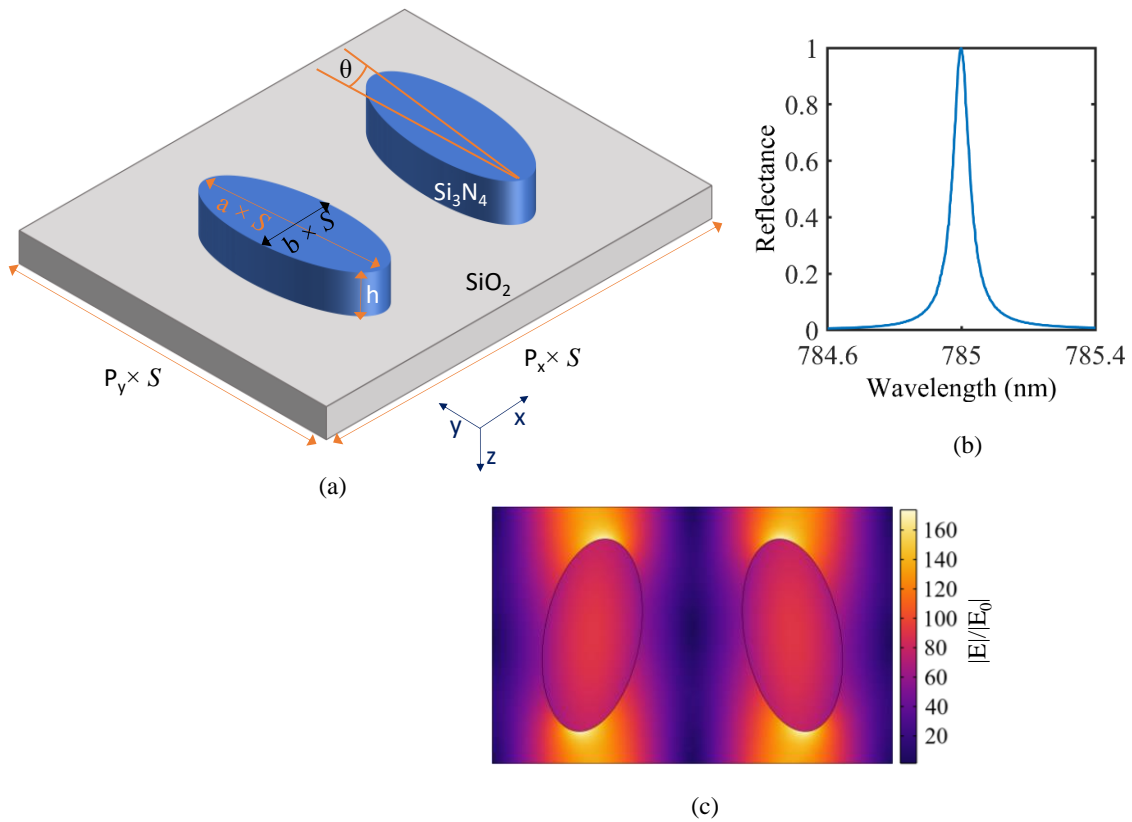 θ
Si₃N₄
a × S
b × S
h
SiO₂
Pᵧ× S
Pₓ× S
y
x
z
(a)
Reflectance
1
0.8
0.6
0.4
0.2
0
784.6
785
785.4
Wavelength (nm)
(b)
160
140
120
100
80
60
40
20
|E|/|E₀|
(c)